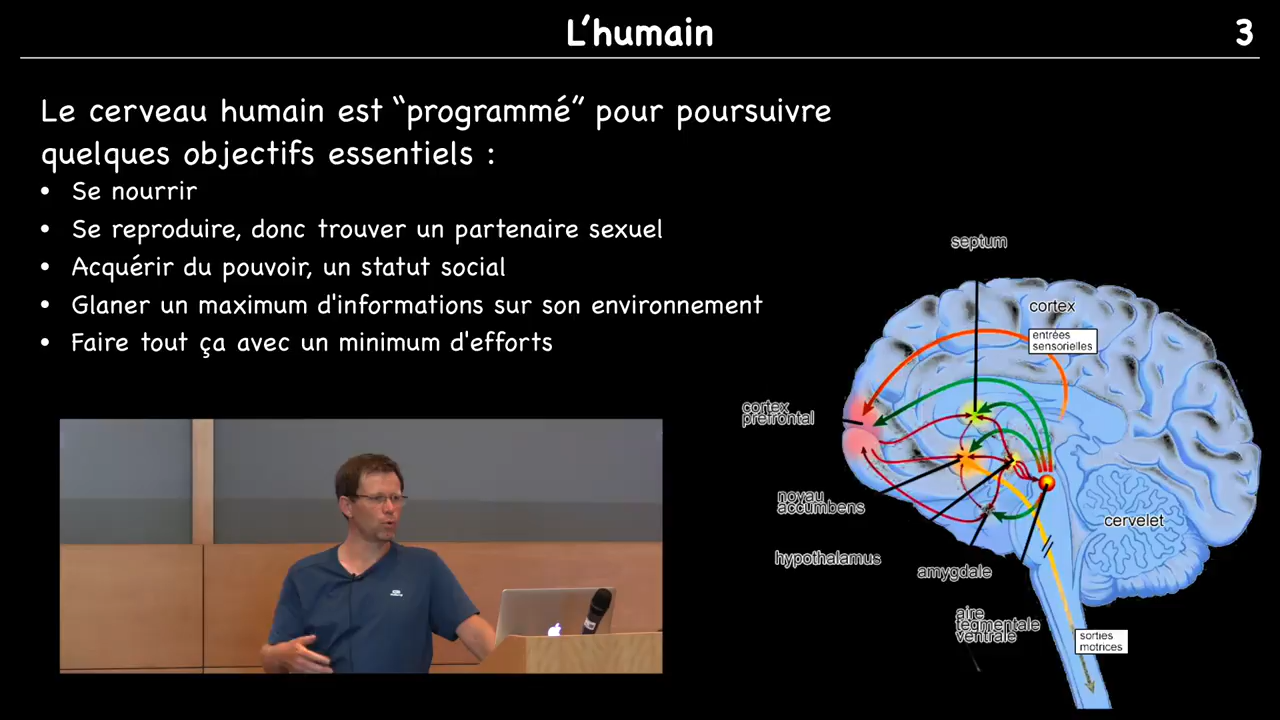 L'humain
3
Le cerveau humain est “programmé” pour poursuivre
quelques objectifs essentiels :
• Se nourrir
• Se reproduire, donc trouver un partenaire sexuel
• Acquérir du pouvoir, un statut social
• Glaner un maximum d'informations sur son environnement
• Faire tout ça avec un minimum d'efforts
septum
cortex
entrées
sensorielles
cortex
prefrontal
noyau
accumbens
cervelet
hypothalamus
amygdale
aire
tegmentale
ventrale
sorties
motrices